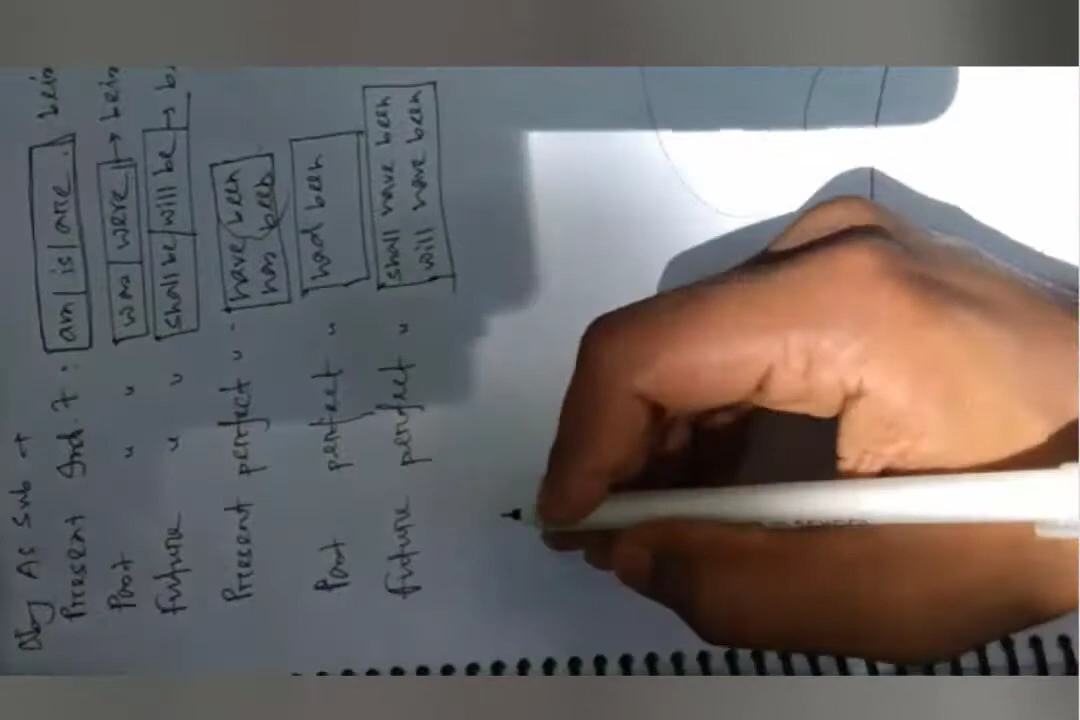 Obj As Sub +
Present Ind. t : am/is/are. bein
Past " " was/were → bein
Future " " shall be/will be → b
Present perfect " - have been
has been
Past perfect " had been
Future perfect " shall have been
will have been